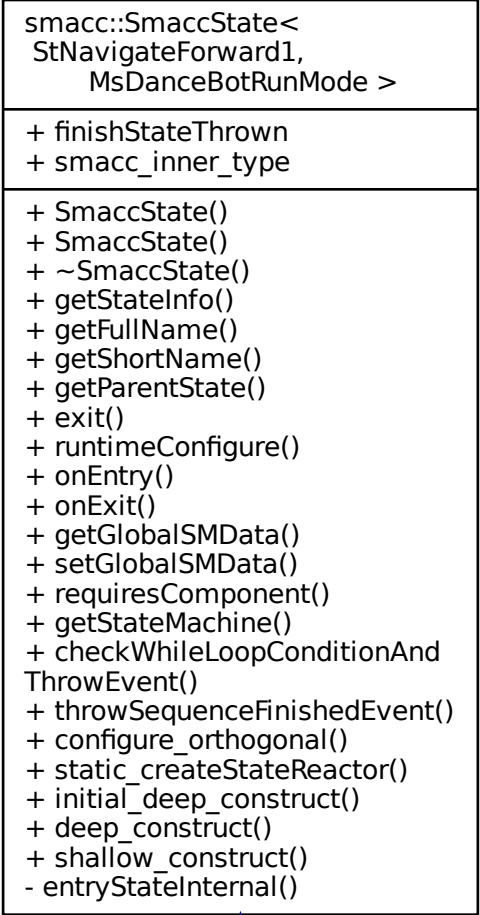 smacc::SmaccState<
StNavigateForward1,
MsDanceBotRunMode >
+ finishStateThrown
+ smacc_inner_type
+ SmaccState()
+ SmaccState()
+ ~SmaccState()
+ getStateInfo()
+ getFullName()
+ getShortName()
+ getParentState()
+ exit()
+ runtimeConfigure()
+ onEntry()
+ onExit()
+ getGlobalSMData()
+ setGlobalSMData()
+ requiresComponent()
+ getStateMachine()
+ checkWhileLoopConditionAnd
ThrowEvent()
+ throwSequenceFinishedEvent()
+ configure_orthogonal()
+ static_createStateReactor()
+ initial_deep_construct()
+ deep_construct()
+ shallow_construct()
- entryStateInternal()